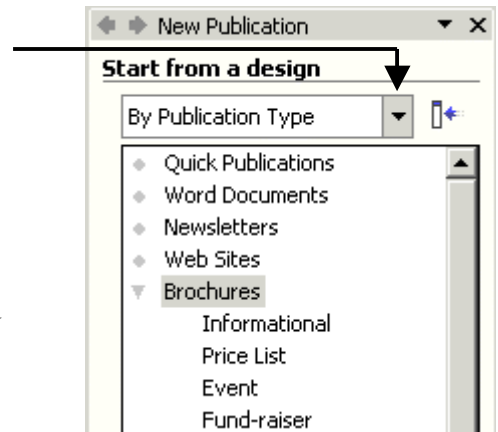 New Publication
Start from a design
By Publication Type
Quick Publications
Word Documents
Newsletters
Web Sites
Brochures
Informational
Price List
Event
Fund-raiser